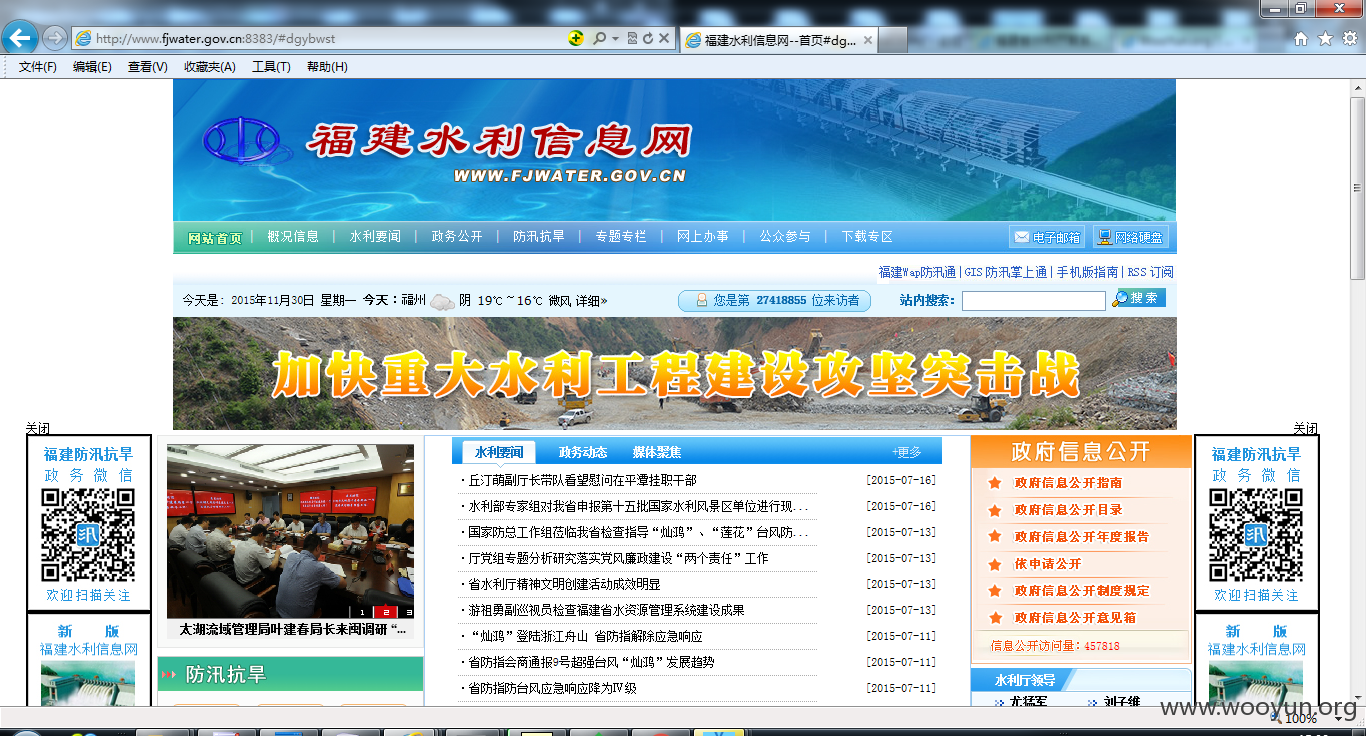 http://www.fjwater.gov.cn:8383/#dgybwst
福建水利信息网--首页#dg...
文件(F) 编辑(E) 查看(V) 收藏夹(A) 工具(T) 帮助(H)
福建水利信息网
WWW.FJWATER.GOV.CN
网站首页 | 概况信息 | 水利要闻 | 政务公开 | 防汛抗旱 | 专题专栏 | 网上办事 | 公众参与 | 下载专区
电子邮箱 网络硬盘
福建Wap防汛通 | GIS 防汛掌上通 | 手机版指南 | RSS 订阅
今天是: 2015年11月30日 星期一 今天：福州 阴 19℃～16℃ 微风 详细»
您是第 27418855 位来访者
站内搜索: 搜索
加快重大水利工程建设攻坚突击战
关闭
福建防汛抗旱
政务微信
汛
欢迎扫描关注
新 版
福建水利信息网
1 2 3
太湖流域管理局叶建春局长来闽调研“...
防汛抗旱
水利要闻 政务动态 媒体聚焦 +更多
·丘汀萌副厅长带队看望慰问在平潭挂职干部 [2015-07-16]
·水利部专家组对我省申报第十五批国家水利风景区单位进行现... [2015-07-16]
·国家防总工作组莅临我省检查指导“灿鸿”、“莲花”台风防... [2015-07-13]
·厅党组专题分析研究落实党风廉政建设“两个责任”工作 [2015-07-13]
·省水利厅精神文明创建活动成效明显 [2015-07-13]
·游祖勇副巡视员检查福建省水资源管理系统建设成果 [2015-07-13]
·“灿鸿”登陆浙江舟山 省防指解除应急响应 [2015-07-11]
·省防指会商通报9号超强台风“灿鸿”发展趋势 [2015-07-11]
·省防指防台风应急响应降为Ⅳ级 [2015-07-11]
政府信息公开
政府信息公开指南
政府信息公开目录
政府信息公开年度报告
依申请公开
政府信息公开制度规定
政府信息公开意见箱
信息公开访问量：457818
水利厅领导
尤猛军 刘子维
关闭
福建防汛抗旱
政务微信
汛
欢迎扫描关注
新 版
福建水利信息网
www.wooyun.org
100%